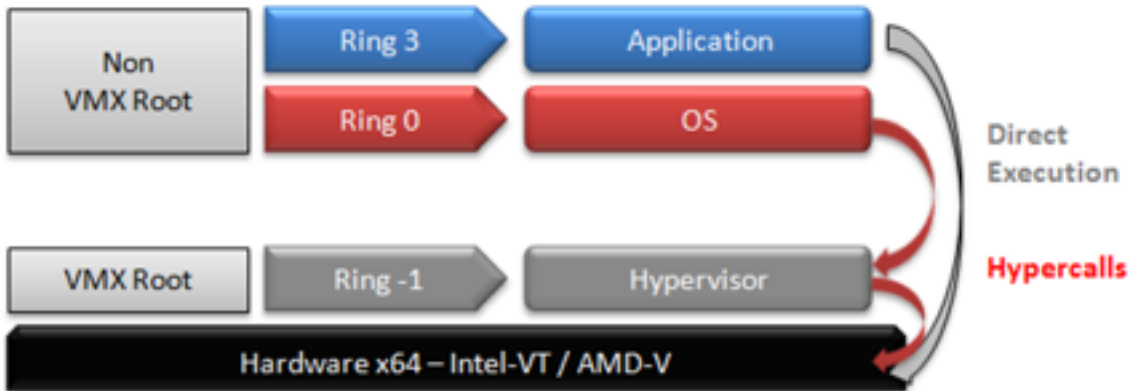 Non
VMX Root
Ring 3
Application
Ring 0
OS
Direct
Execution
VMX Root
Ring -1
Hypervisor
Hypercalls
Hardware x64 – Intel-VT / AMD-V